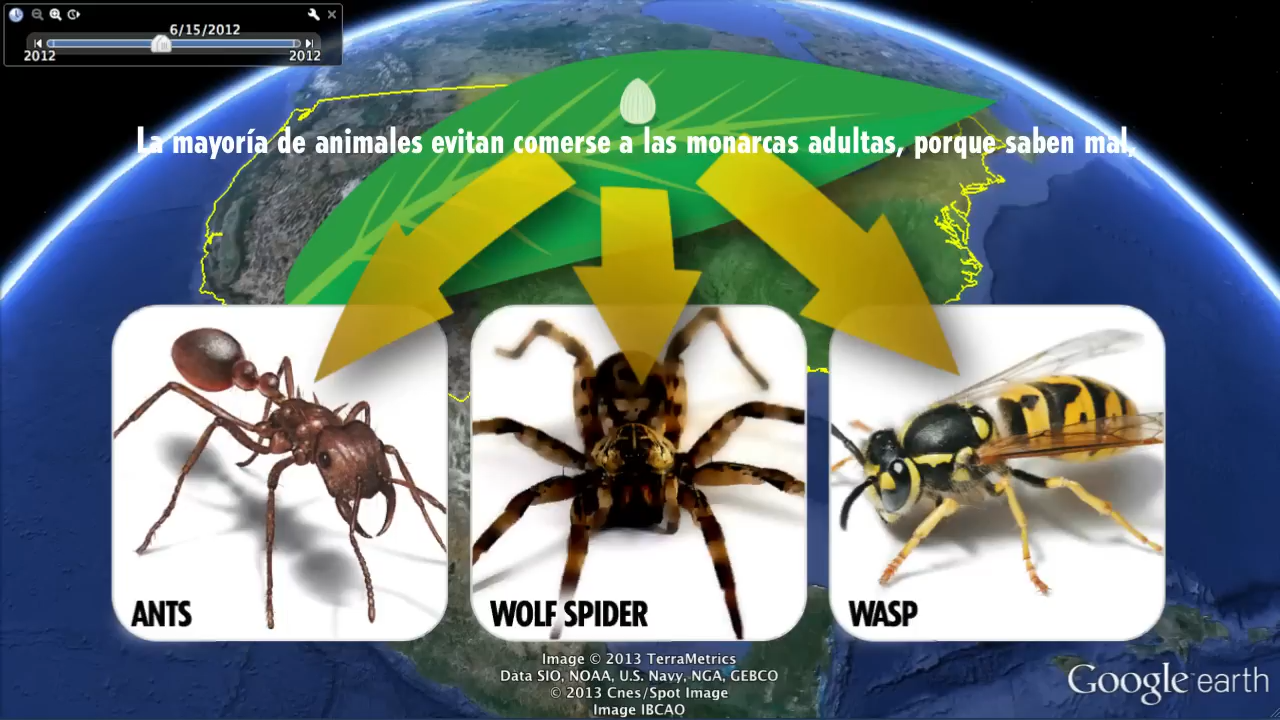 6/15/2012
2012
2012
La mayoría de animales evitan comerse a las monarcas adultas, porque saben mal,
ANTS
WOLF SPIDER
WASP
Image © 2013 TerraMetrics
Data SIO, NOAA, U.S. Navy, NGA, GEBCO
© 2013 Cnes/Spot Image
Image IBCAO
Google earth